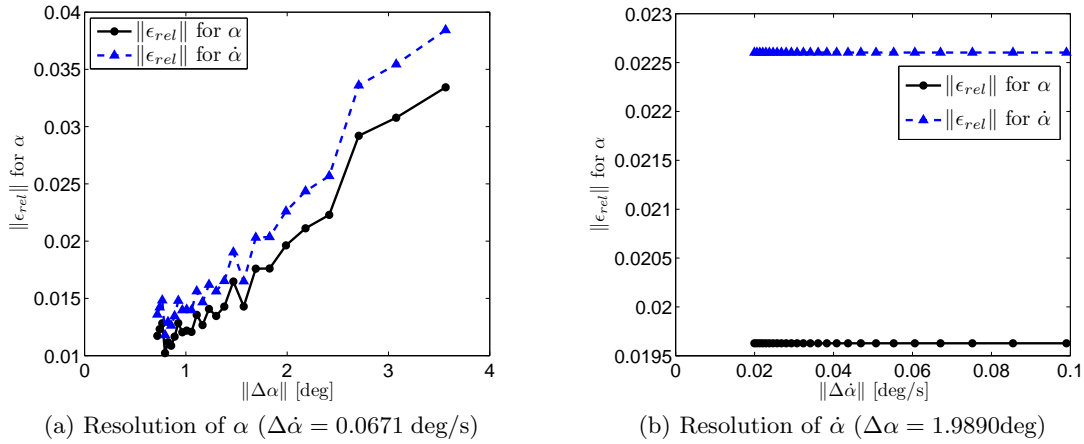 ‖ϵ_rel‖ for α
‖ϵ_rel‖ for α̇
0.04
0.035
0.03
0.025
0.02
0.015
0.01
‖ϵ_rel‖ for α
0
1
2
3
4
‖Δα‖ [deg]
(a) Resolution of α (Δα̇ = 0.0671 deg/s)
0.023
0.0225
0.022
0.0215
0.021
0.0205
0.02
0.0195
‖ϵ_rel‖ for α
‖ϵ_rel‖ for α
‖ϵ_rel‖ for α̇
0
0.02
0.04
0.06
0.08
0.1
‖Δα̇‖ [deg/s]
(b) Resolution of α̇ (Δα = 1.9890deg)